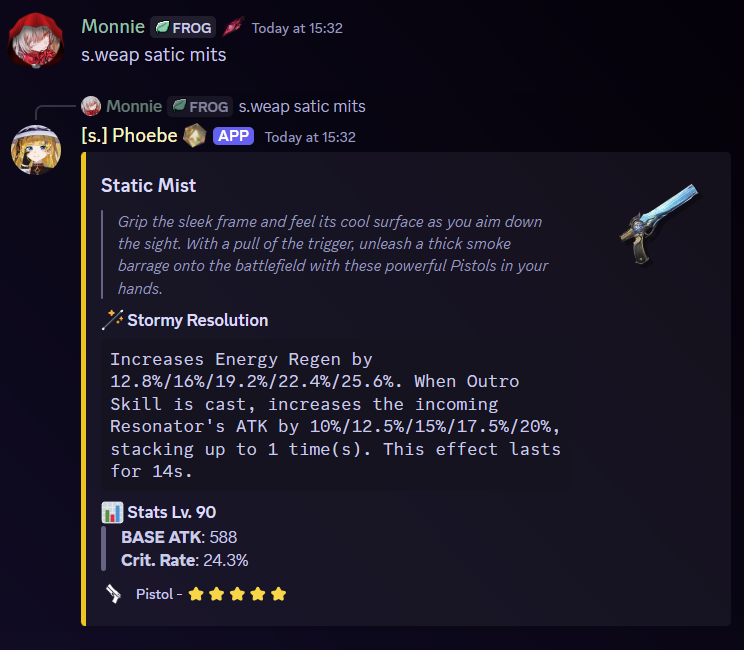 Monnie FROG Today at 15:32
s.weap satic mits
Monnie FROG s.weap satic mits
[s.] Phoebe APP Today at 15:32
Static Mist
Grip the sleek frame and feel its cool surface as you aim down
the sight. With a pull of the trigger, unleash a thick smoke
barrage onto the battlefield with these powerful Pistols in your
hands.
Stormy Resolution
Increases Energy Regen by
12.8%/16%/19.2%/22.4%/25.6%. When Outro
Skill is cast, increases the incoming
Resonator's ATK by 10%/12.5%/15%/17.5%/20%,
stacking up to 1 time(s). This effect lasts
for 14s.
Stats Lv. 90
BASE ATK: 588
Crit. Rate: 24.3%
Pistol -